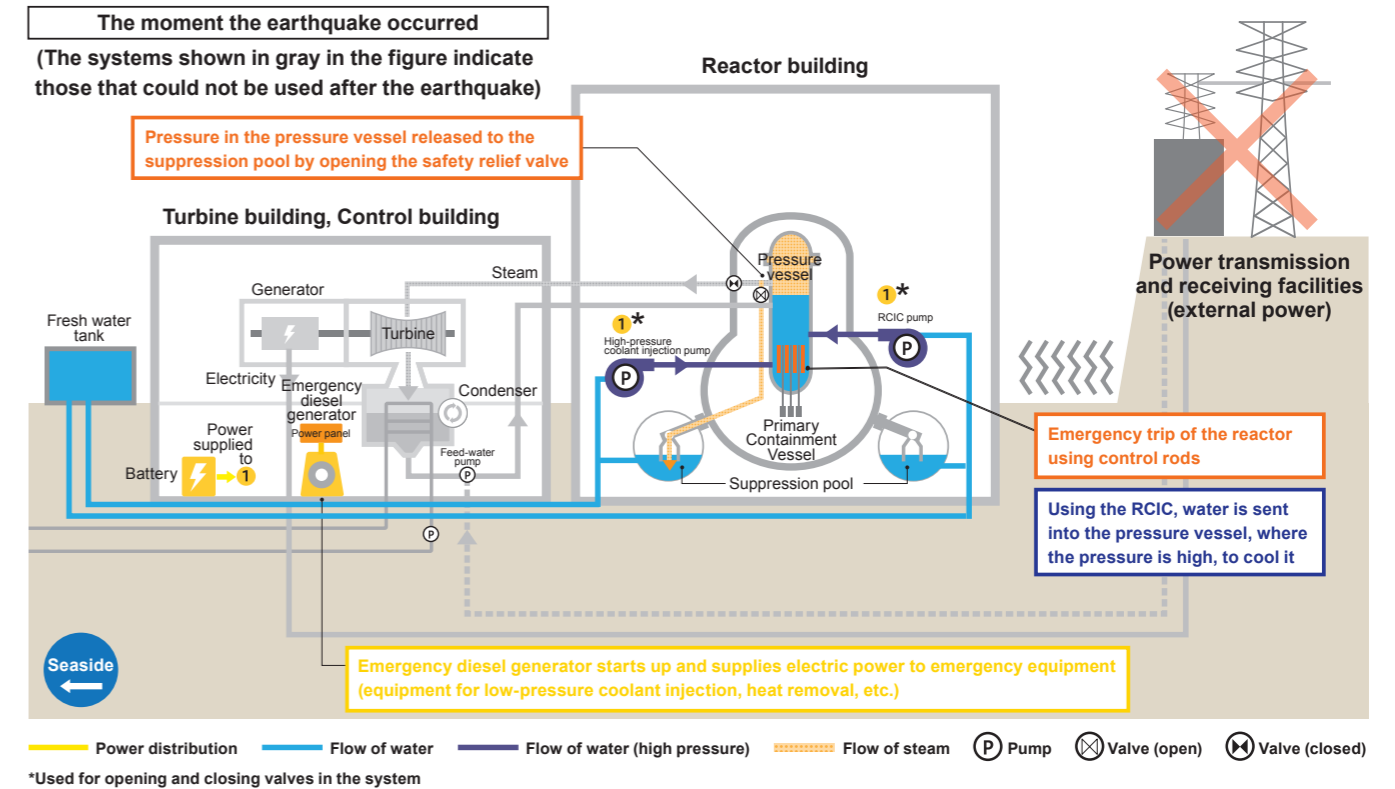 The moment the earthquake occurred
(The systems shown in gray in the figure indicate
those that could not be used after the earthquake)
Reactor building
Pressure in the pressure vessel released to the
suppression pool by opening the safety relief valve
Turbine building, Control building
Steam
Pressure
vessel
Power transmission
and receiving facilities
(external power)
Generator
Turbine
Fresh water
tank
1*
RCIC pump
P
1*
High-pressure
coolant injection pump
P
Electricity
Emergency
diesel
generator
Power panel
Condenser
Power
supplied
to
1
Battery
Feed-water
pump
P
P
Primary
Containment
Vessel
Suppression pool
Emergency trip of the reactor
using control rods
Using the RCIC, water is sent
into the pressure vessel, where
the pressure is high, to cool it
Seaside
Emergency diesel generator starts up and supplies electric power to emergency equipment
(equipment for low-pressure coolant injection, heat removal, etc.)
Power distribution Flow of water Flow of water (high pressure) Flow of steam P Pump Valve (open) Valve (closed)
*Used for opening and closing valves in the system